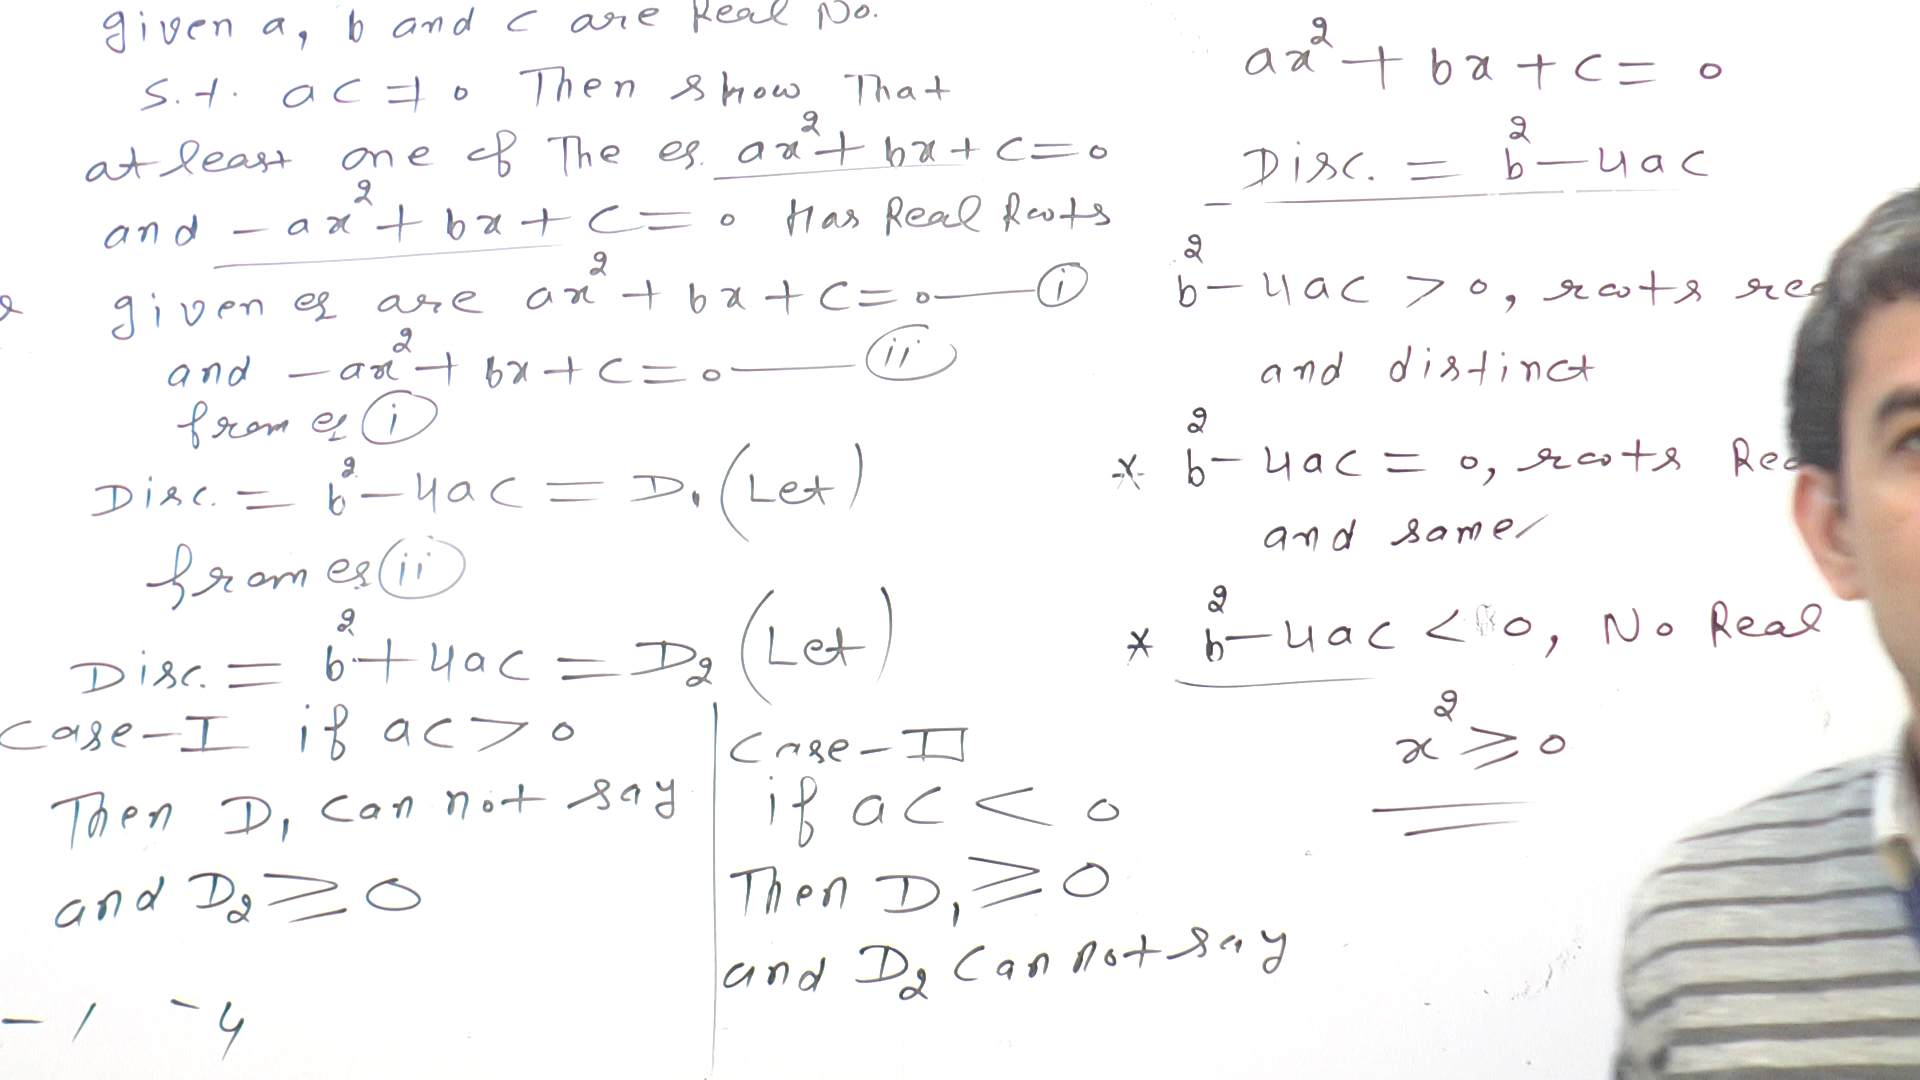 given a, b and c are Real No.
s.t. ac ≠ 0 Then show That
at least one of The eq. ax² + bx + c = 0
and -ax² + bx + c = 0 Has Real Roots
given eq are ax² + bx + c = 0 — (i)
and -ax² + bx + c = 0 — (ii)
from eq (i)
Disc. = b² - 4ac = D₁ (Let)
from eq (ii)
Disc. = b² + 4ac = D₂ (Let)
Case-I if ac > 0
Then D₁ can not say
and D₂ ≥ 0
-1 -4
Case-II
if ac < 0
Then D₁ ≥ 0
and D₂ can not say
ax² + bx + c = 0
Disc. = b² - 4ac
b² - 4ac > 0, roots rea
and distinct
* b² - 4ac = 0, roots Rea
and same
* b² - 4ac < 0, No Real
x² ≥ 0